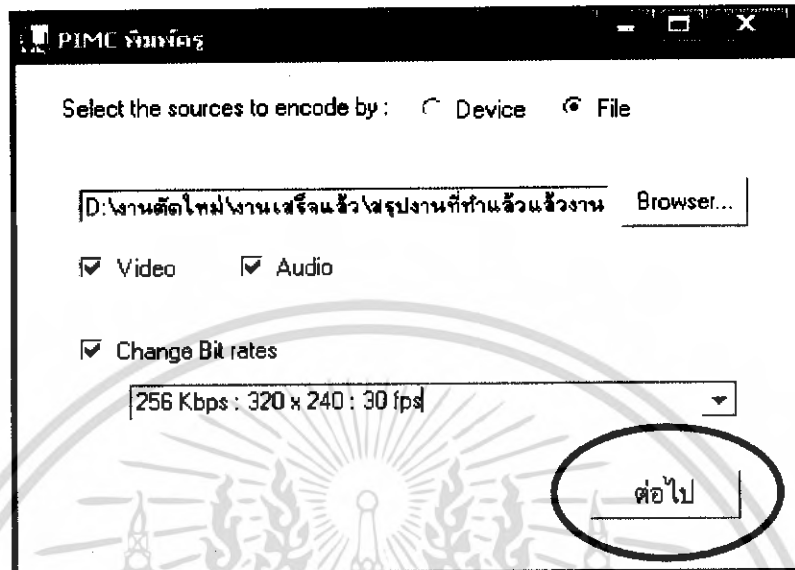 PIMC พิมพ์ครู
Select the sources to encode by : Device File
D:\งานตัดใหม่\งานเสร็จแล้ว\สรุปงานที่ทำแล้วแล้วงาน Browser...
Video Audio
Change Bit rates
256 Kbps : 320 x 240 : 30 fps
ต่อไป